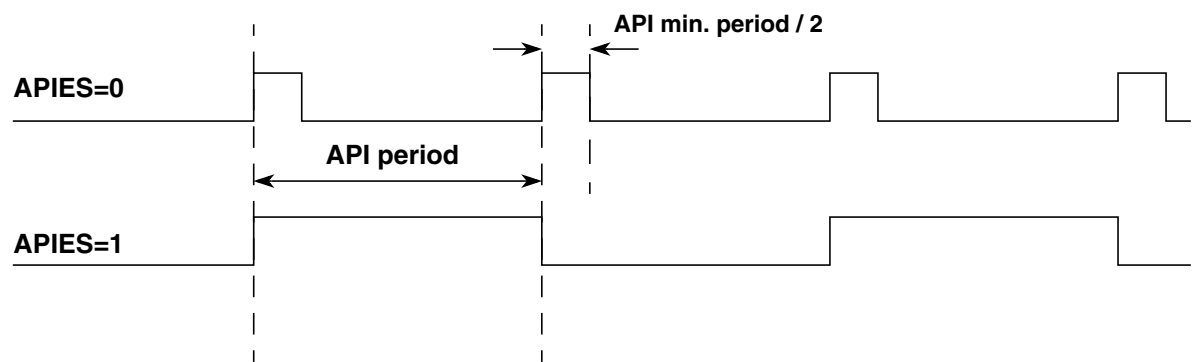 API min. period / 2
APIES=0
API period
APIES=1